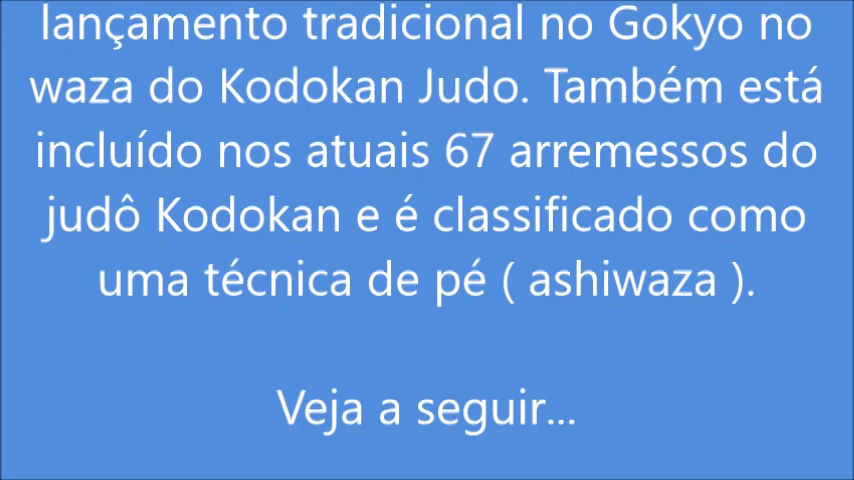 lançamento tradicional no Gokyo no
waza do Kodokan Judo. Também está
incluído nos atuais 67 arremessos do
judô Kodokan e é classificado como
uma técnica de pé ( ashiwaza ).
Veja a seguir...